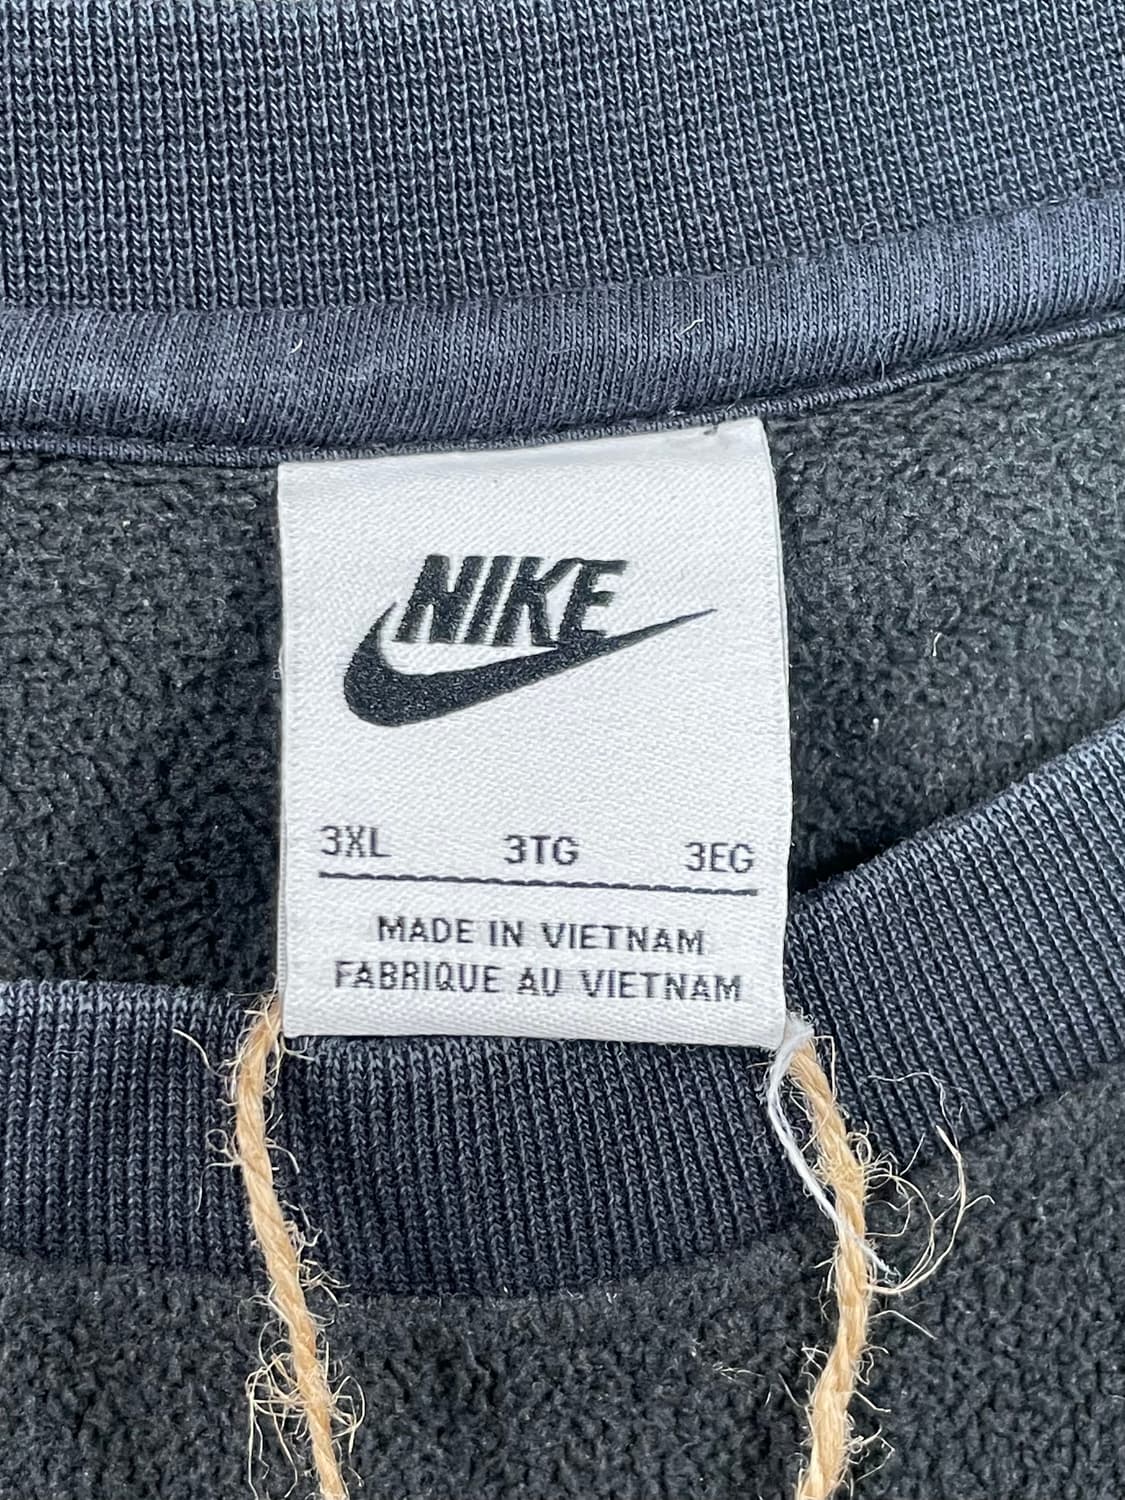 NIKE
3XL 3TG 3EG
MADE IN VIETNAM
FABRIQUE AU VIETNAM